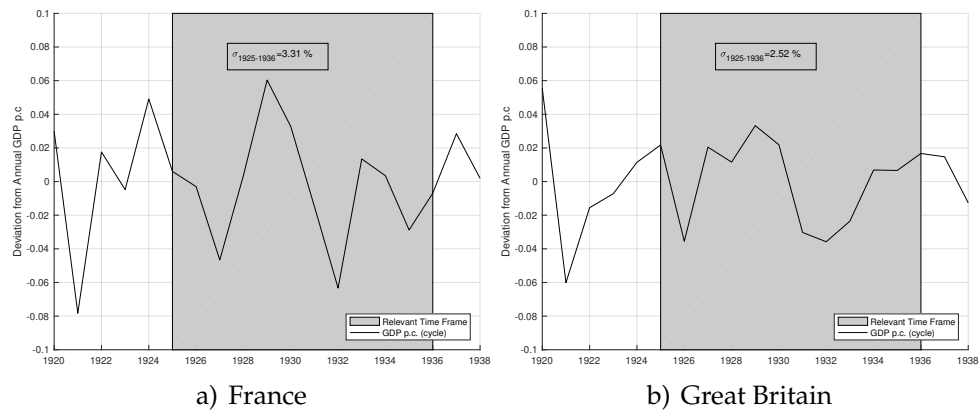 0.1
0.08
0.06
0.04
0.02
0
-0.02
-0.04
-0.06
-0.08
-0.1
Deviation from Annual GDP p.c
σ1925-1936=3.31 %
Relevant Time Frame
GDP p.c. (cycle)
1920 1922 1924 1926 1928 1930 1932 1934 1936 1938
a) France
0.1
0.08
0.06
0.04
0.02
0
-0.02
-0.04
-0.06
-0.08
-0.1
Deviation from Annual GDP p.c
σ1925-1936=2.52 %
Relevant Time Frame
GDP p.c. (cycle)
1920 1922 1924 1926 1928 1930 1932 1934 1936 1938
b) Great Britain